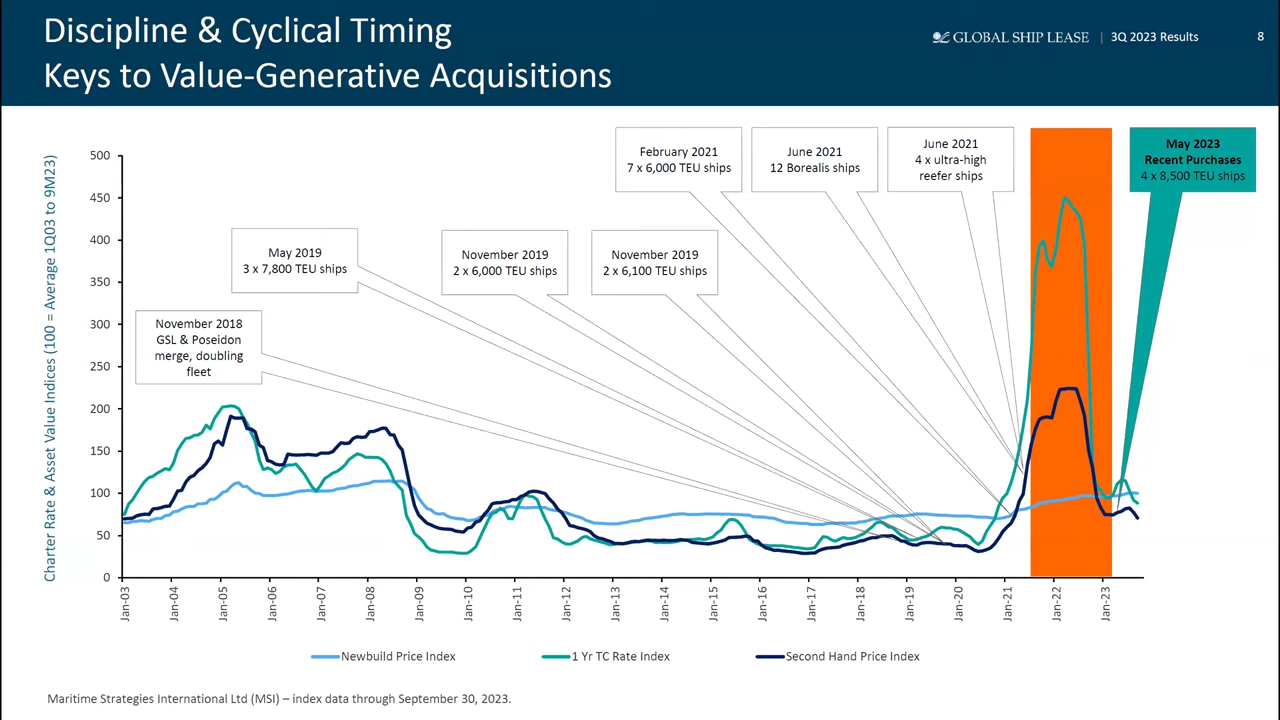 Discipline & Cyclical Timing
Keys to Value-Generative Acquisitions
GLOBAL SHIP LEASE | 3Q 2023 Results 8
Charter Rate & Asset Value Indices (100 = Average 1Q03 to 9M23)
500
450
400
350
300
250
200
150
100
50
0
November 2018
GSL & Poseidon
merge, doubling
fleet
May 2019
3 x 7,800 TEU ships
November 2019
2 x 6,000 TEU ships
November 2019
2 x 6,100 TEU ships
February 2021
7 x 6,000 TEU ships
June 2021
12 Borealis ships
June 2021
4 x ultra-high
reefer ships
May 2023
Recent Purchases
4 x 8,500 TEU ships
Jan-03
Jan-04
Jan-05
Jan-06
Jan-07
Jan-08
Jan-09
Jan-10
Jan-11
Jan-12
Jan-13
Jan-14
Jan-15
Jan-16
Jan-17
Jan-18
Jan-19
Jan-20
Jan-21
Jan-22
Jan-23
Newbuild Price Index
1 Yr TC Rate Index
Second Hand Price Index
Maritime Strategies International Ltd (MSI) – index data through September 30, 2023.